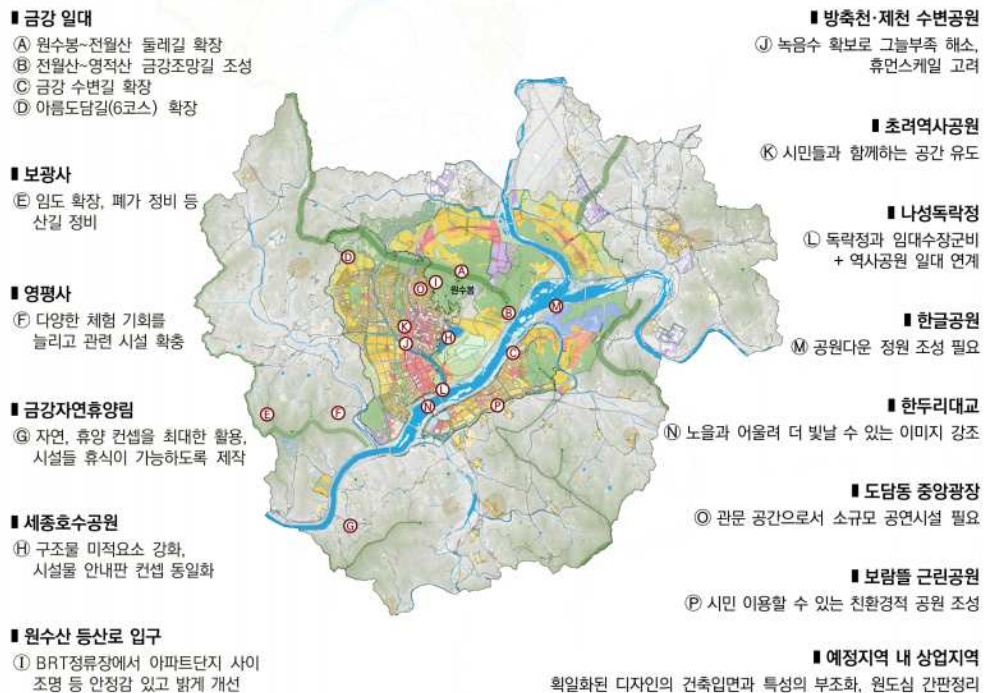 ▮ 금강 일대
Ⓐ 원수봉~전월산 둘레길 확장
Ⓑ 전월산~영적산 금강조망길 조성
Ⓒ 금강 수변길 확장
Ⓓ 아름도담길(6코스) 확장
▮ 보광사
Ⓔ 임도 확장, 폐가 정비 등
산길 정비
▮ 영평사
Ⓕ 다양한 체험 기회를
늘리고 관련 시설 확충
▮ 금강자연휴양림
Ⓖ 자연, 휴양 컨셉을 최대한 활용,
시설들 휴식이 가능하도록 제작
▮ 세종호수공원
Ⓗ 구조물 미적요소 강화,
시설물 안내판 컨셉 동일화
▮ 원수산 등산로 입구
Ⓘ BRT정류장에서 아파트단지 사이
조명 등 안정감 있고 밝게 개선
Ⓓ
Ⓐ
Ⓘ
Ⓞ
원수봉
Ⓑ
Ⓜ
Ⓚ
Ⓙ
Ⓗ
Ⓒ
Ⓛ
Ⓝ
Ⓟ
Ⓔ
Ⓕ
Ⓖ
▮ 방축천·제천 수변공원
Ⓙ 녹음수 확보로 그늘부족 해소,
휴먼스케일 고려
▮ 초려역사공원
Ⓚ 시민들과 함께하는 공간 유도
▮ 나성독락정
Ⓛ 독락정과 임대수장군비
+ 역사공원 일대 연계
▮ 한글공원
Ⓜ 공원다운 정원 조성 필요
▮ 한두리대교
Ⓝ 노을과 어울려 더 빛날 수 있는 이미지 강조
▮ 도담동 중앙광장
Ⓞ 관문 공간으로서 소규모 공연시설 필요
▮ 보람뜰 근린공원
Ⓟ 시민 이용할 수 있는 친환경적 공원 조성
▮ 예정지역 내 상업지역
획일화된 디자인의 건축입면과 특성의 부조화, 원도심 간판정리